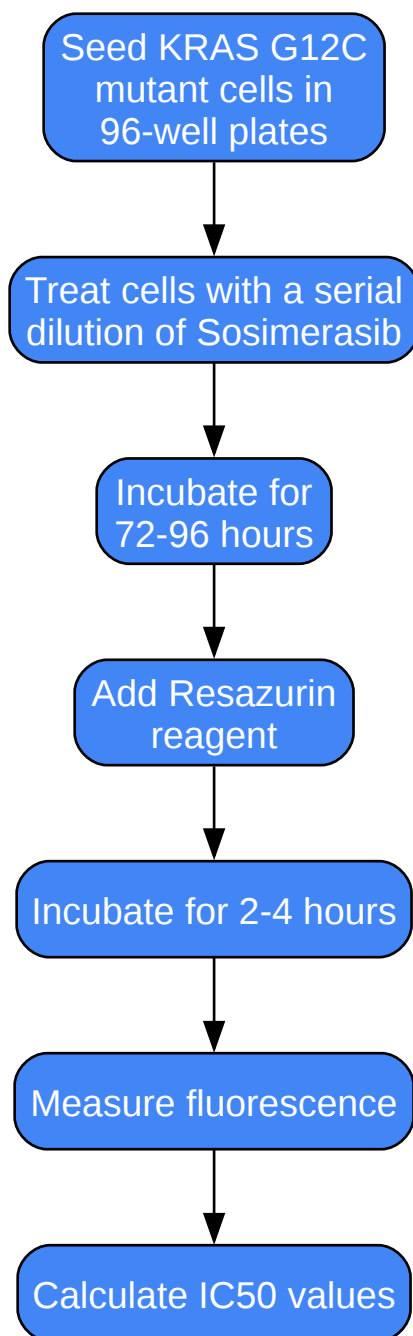 Seed KRAS G12C
mutant cells in
96-well plates
Treat cells with a serial
dilution of Sosimerasib
Incubate for
72-96 hours
Add Resazurin
reagent
Incubate for 2-4 hours
Measure fluorescence
Calculate IC50 values